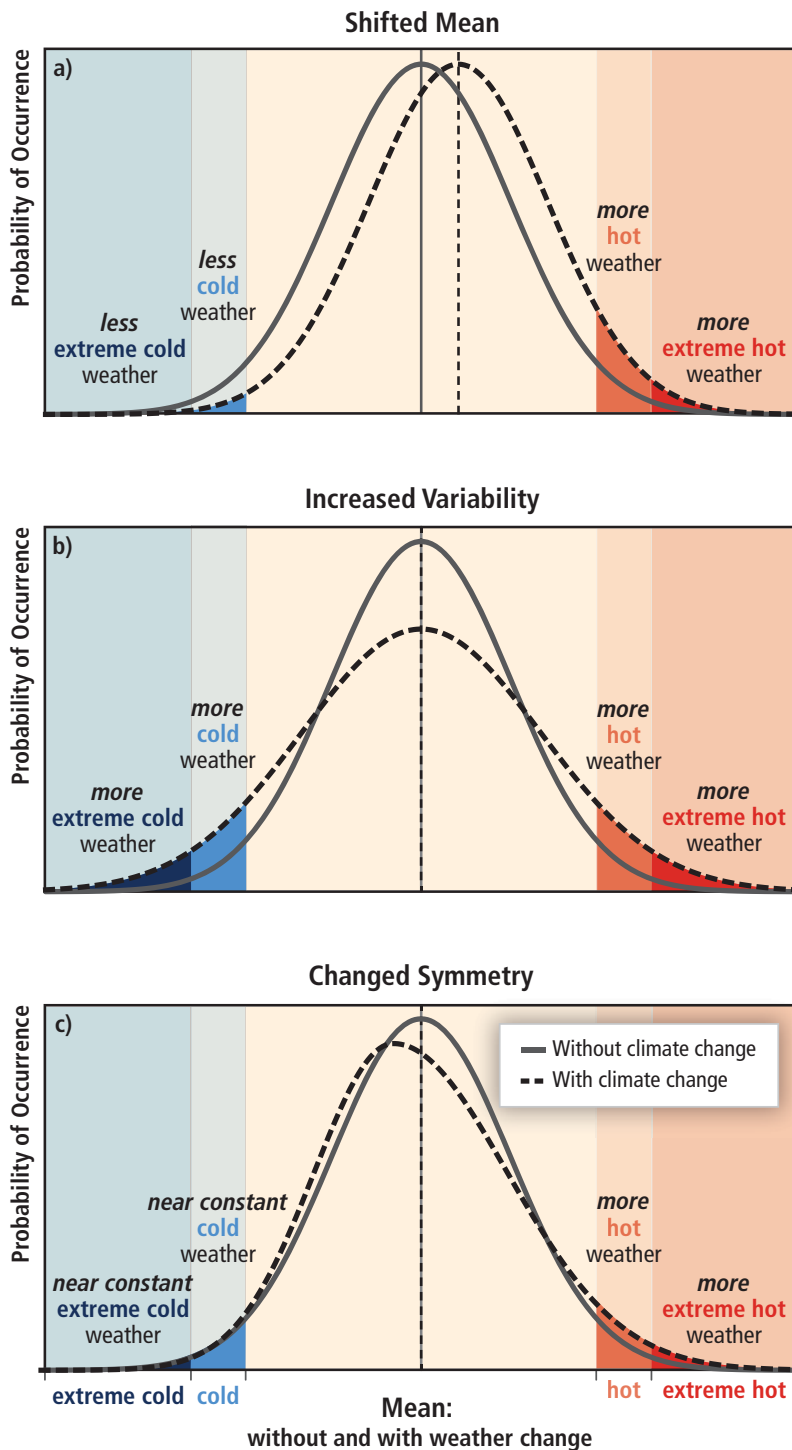 Shifted Mean
a)
Probability of Occurrence
less
extreme cold
weather
less
cold
weather
more
hot
weather
more
extreme hot
weather
Increased Variability
b)
Probability of Occurrence
more
extreme cold
weather
more
cold
weather
more
hot
weather
more
extreme hot
weather
Changed Symmetry
c)
Probability of Occurrence
Without climate change
With climate change
near constant
extreme cold
weather
near constant
cold
weather
more
hot
weather
more
extreme hot
weather
extreme cold
cold
hot
extreme hot
Mean:
without and with weather change